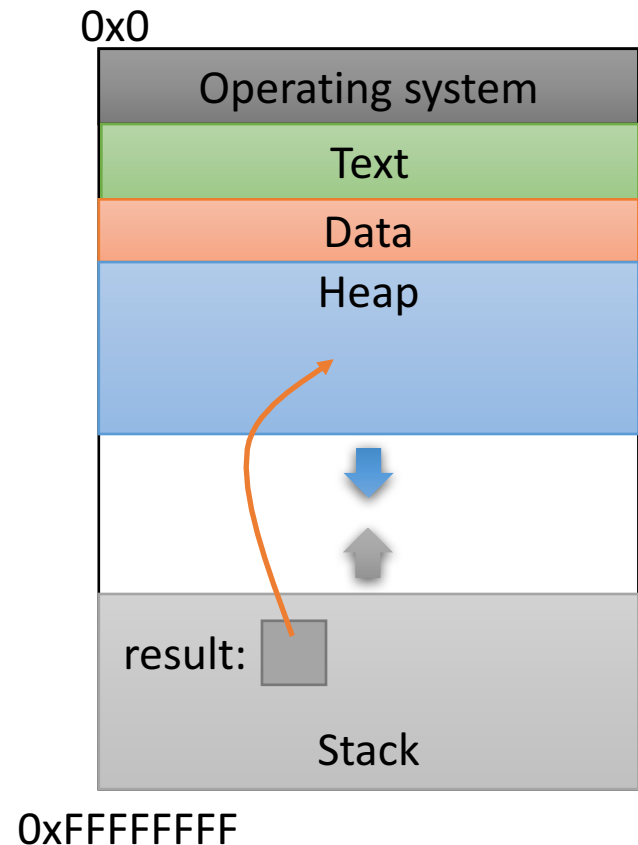 0x0
Operating system
Text
Data
Heap
result:
Stack
0xFFFFFFFF